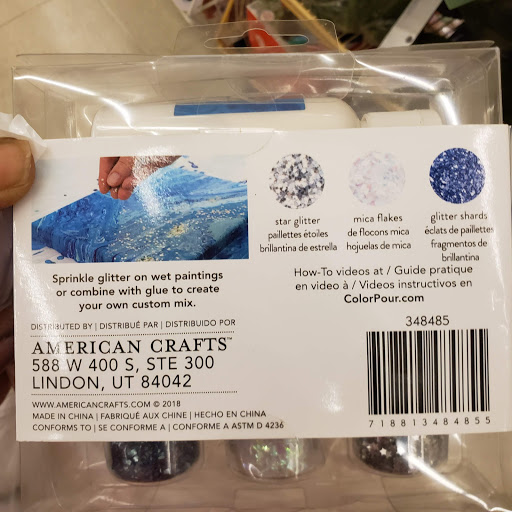 star glitter
paillettes étoiles
brillantina de estrella
mica flakes
de flocons mica
hojuelas de mica
glitter shards
éclats de paillettes
fragmentos de
brillantina
Sprinkle glitter on wet paintings
or combine with glue to create
your own custom mix.
How-To videos at / Guide pratique
en vidéo à / Videos instructivos en
ColorPour.com
DISTRIBUTED BY | DISTRIBUÉ PAR | DISTRIBUIDO POR
AMERICAN CRAFTS™
588 W 400 S, STE 300
LINDON, UT 84042
WWW.AMERICANCRAFTS.COM © 2018
MADE IN CHINA | FABRIQUÉ AUX CHINE | HECHO EN CHINA
CONFORMS TO | SE CONFORME A | CONFORME A ASTM D 4236
348485
7 18813 48485 5